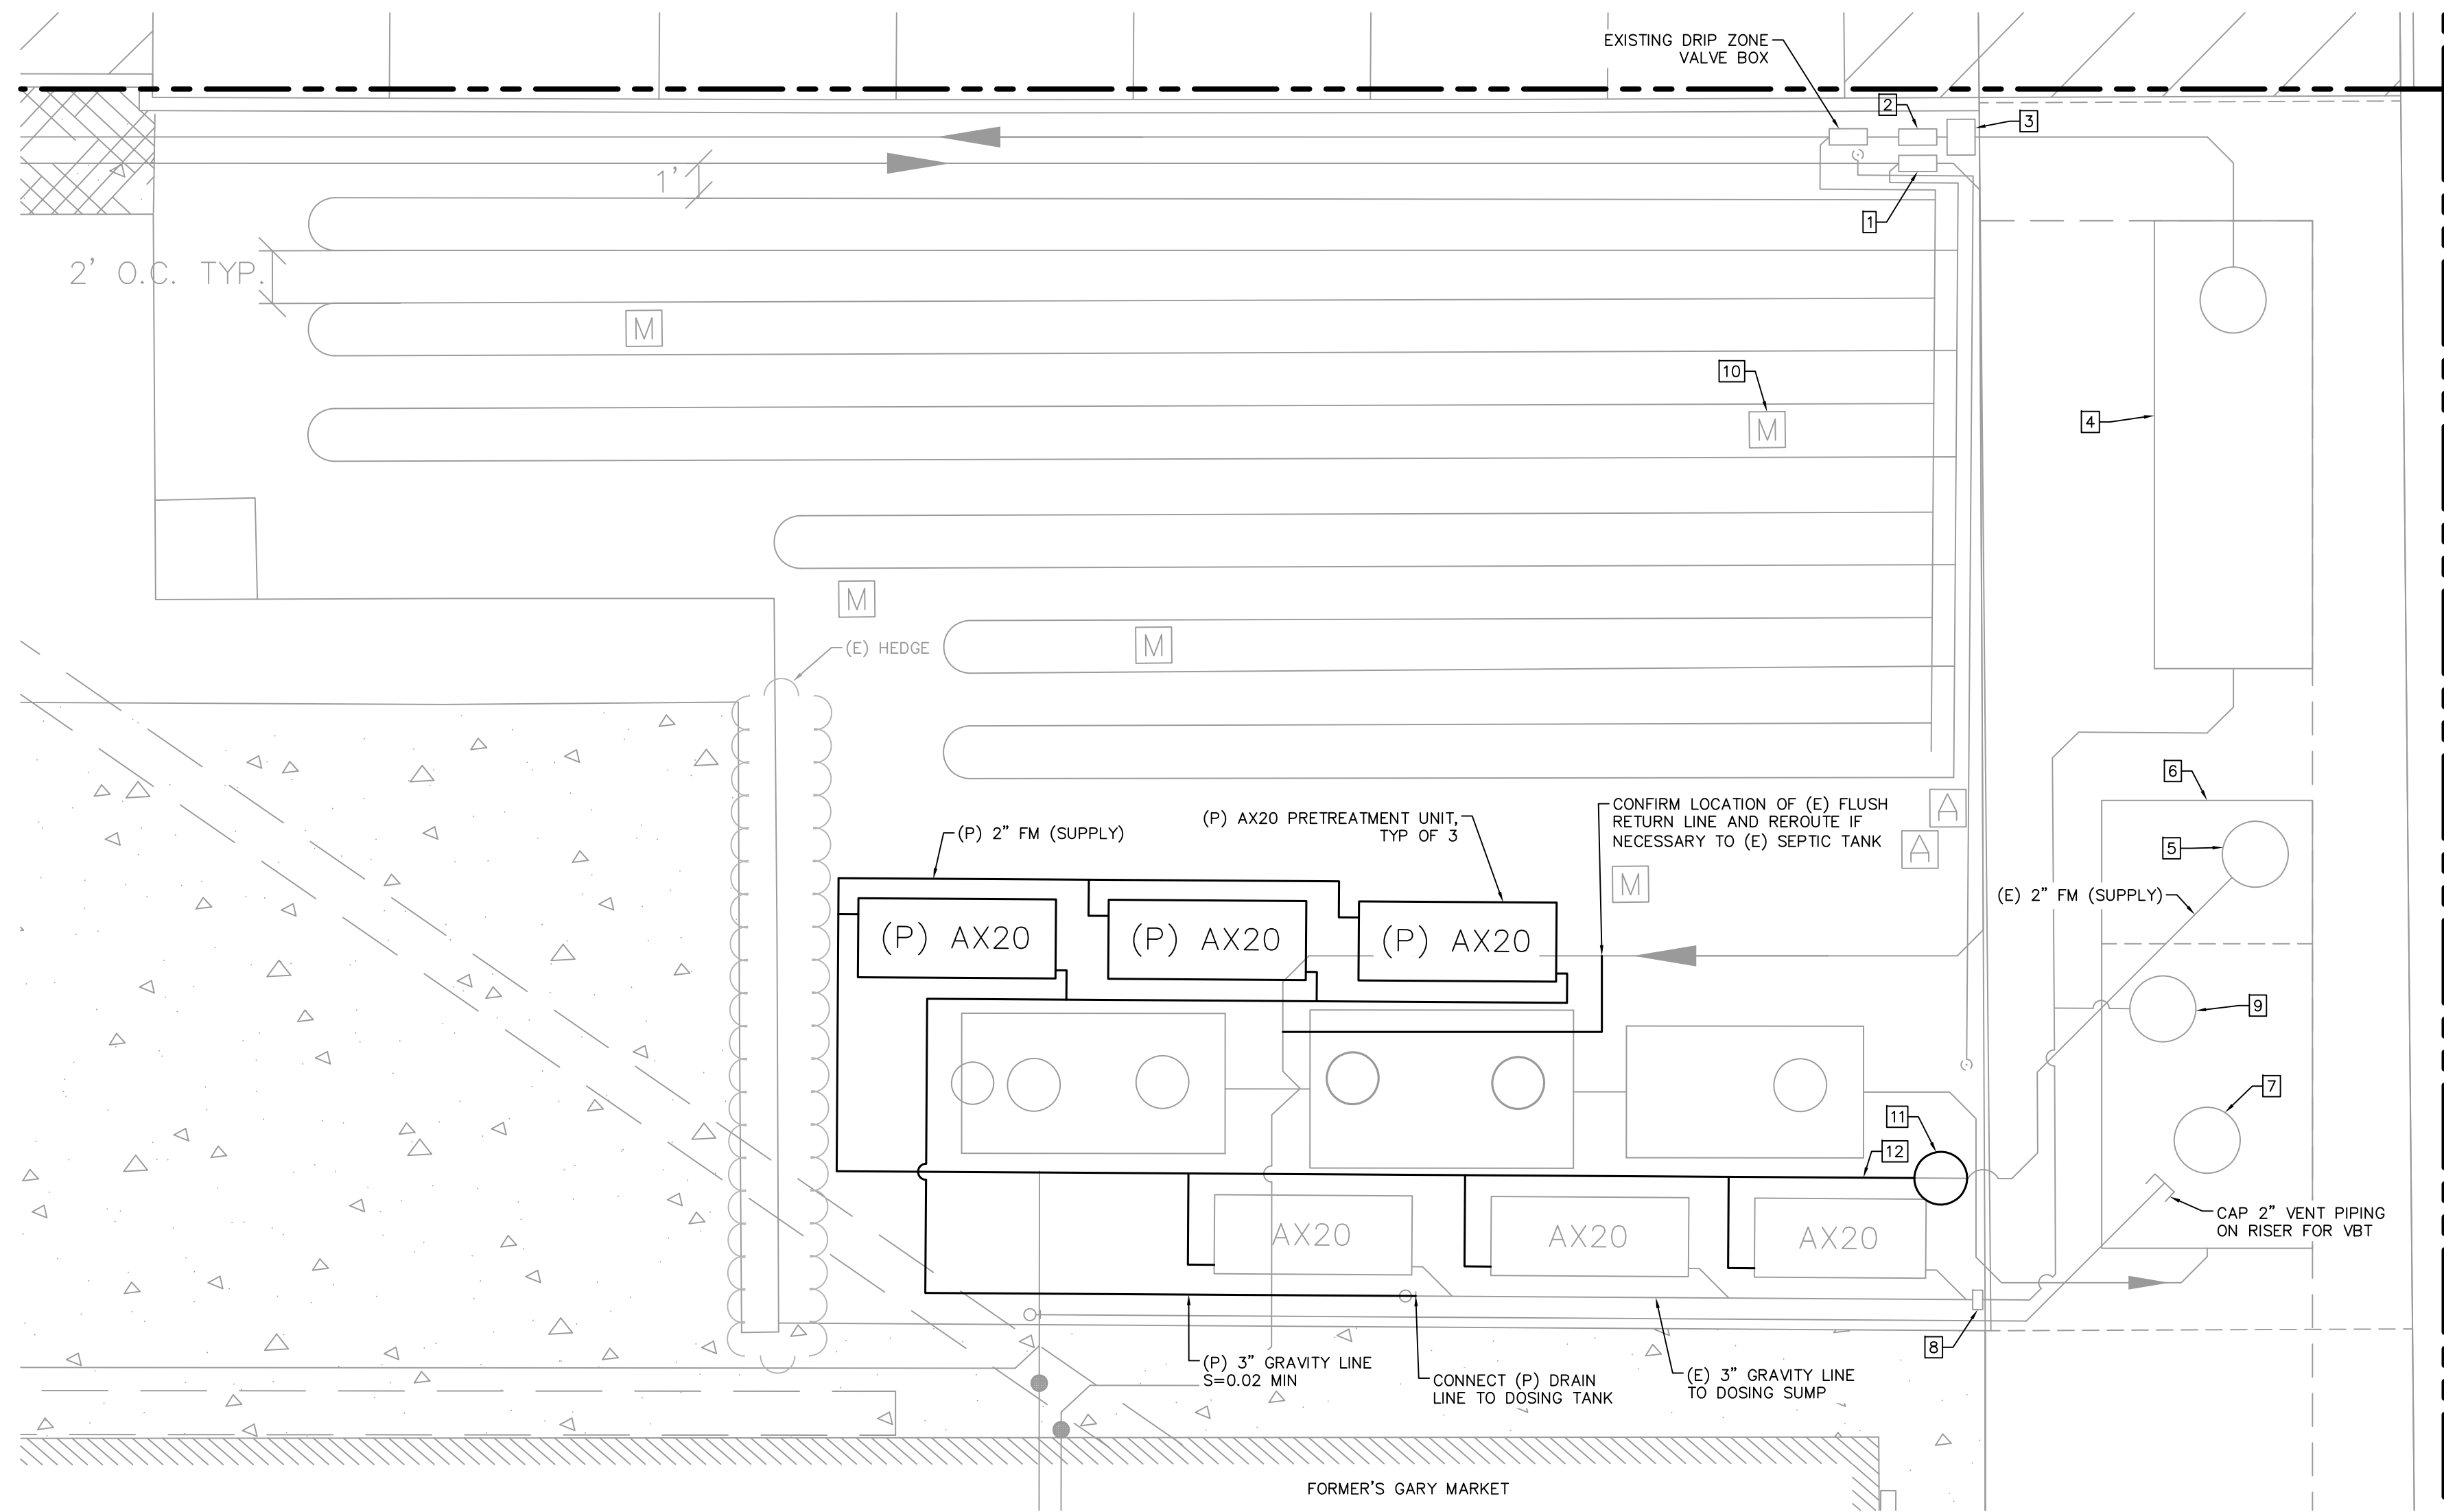 EXISTING DRIP ZONE
VALVE BOX
2
3
1'
1
2' O.C. TYP.
M
10
M
4
M
(E) HEDGE
M
6
(P) 2" FM (SUPPLY)
(P) AX20 PRETREATMENT UNIT,
TYP OF 3
CONFIRM LOCATION OF (E) FLUSH
RETURN LINE AND REROUTE IF
NECESSARY TO (E) SEPTIC TANK
A
A
5
M
(E) 2" FM (SUPPLY)
(P) AX20
(P) AX20
(P) AX20
9
7
11
12
AX20
AX20
AX20
CAP 2" VENT PIPING
ON RISER FOR VBT
8
(P) 3" GRAVITY LINE
S=0.02 MIN
CONNECT (P) DRAIN
LINE TO DOSING TANK
(E) 3" GRAVITY LINE
TO DOSING SUMP
FORMER'S GARY MARKET